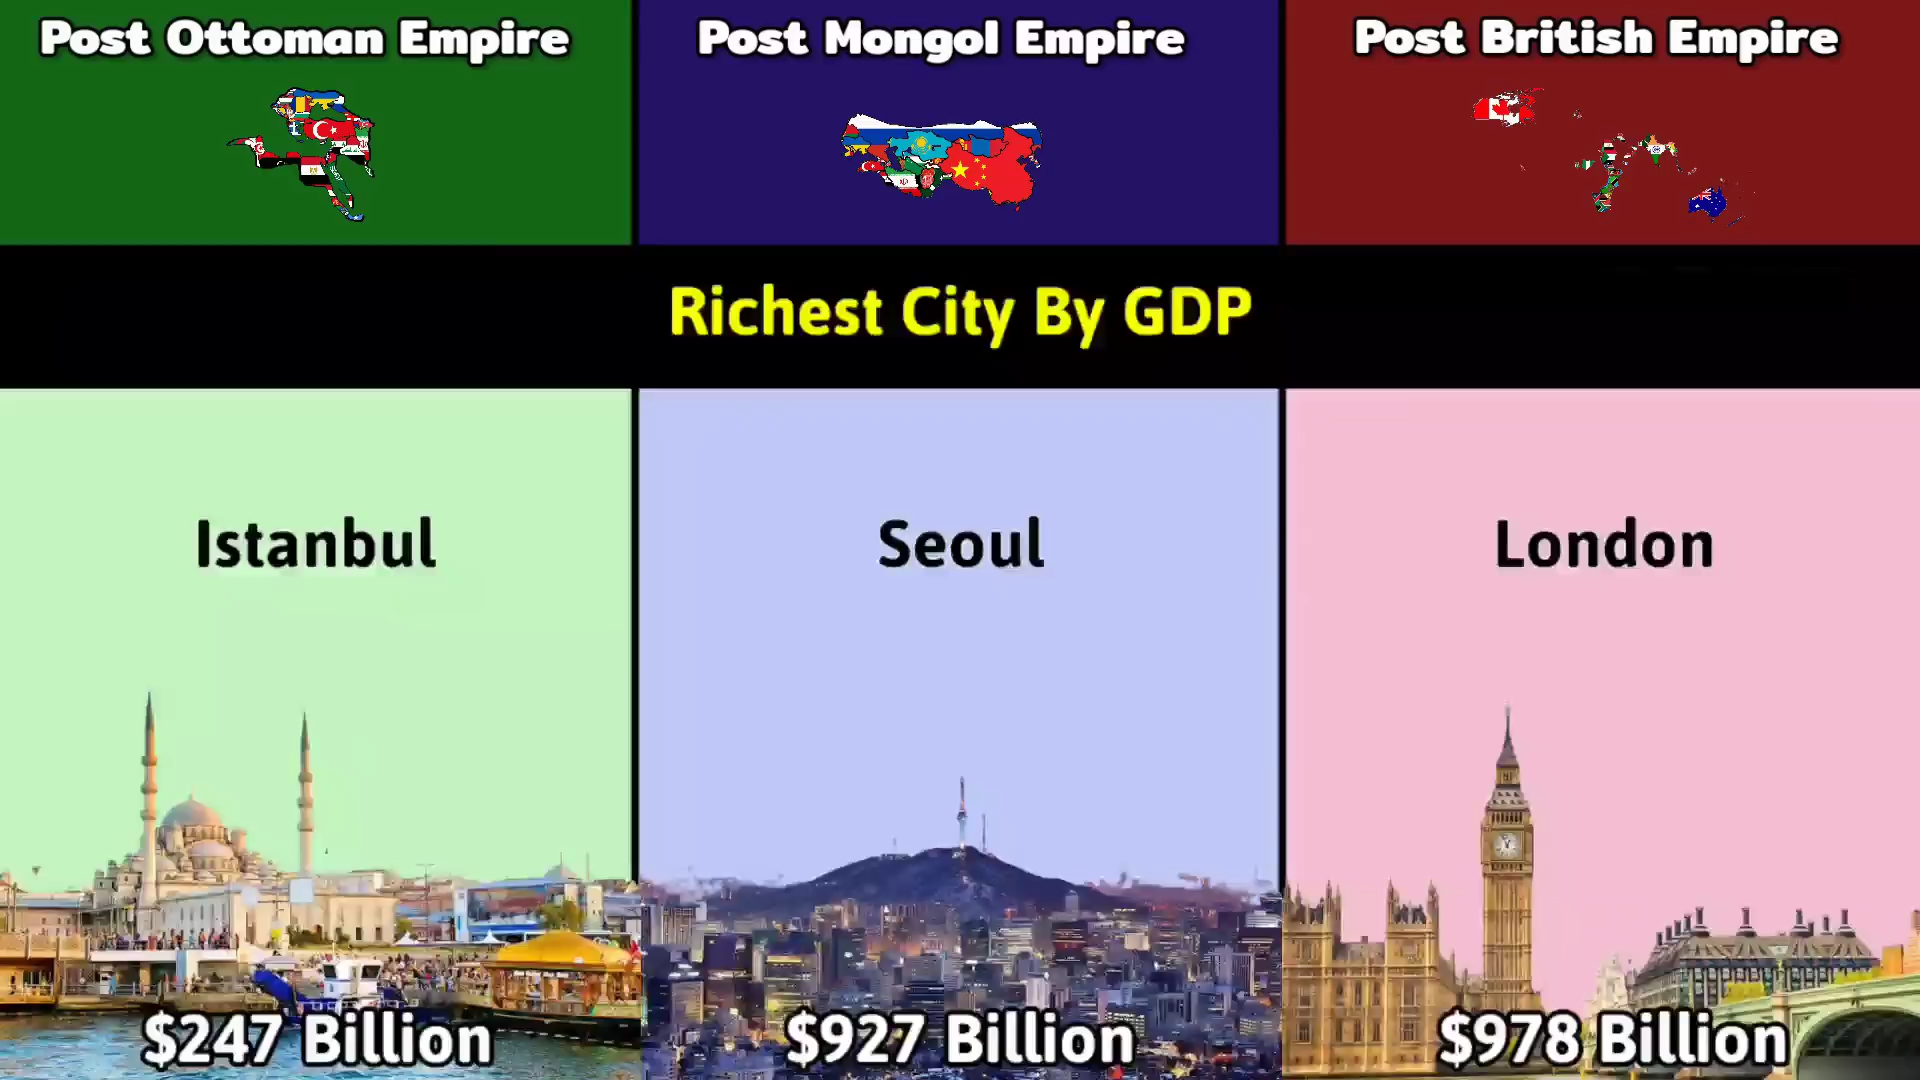 Post Ottoman Empire
Post Mongol Empire
Post British Empire
Richest City By GDP
Istanbul
Seoul
London
$247 Billion
$927 Billion
$978 Billion